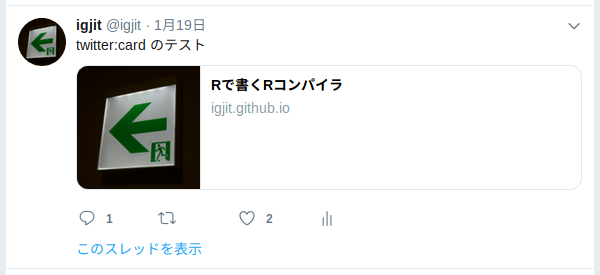 igjit @igjit · 1月19日
twitter:card のテスト
Rで書くRコンパイラ
igjit.github.io
1 2
このスレッドを表示